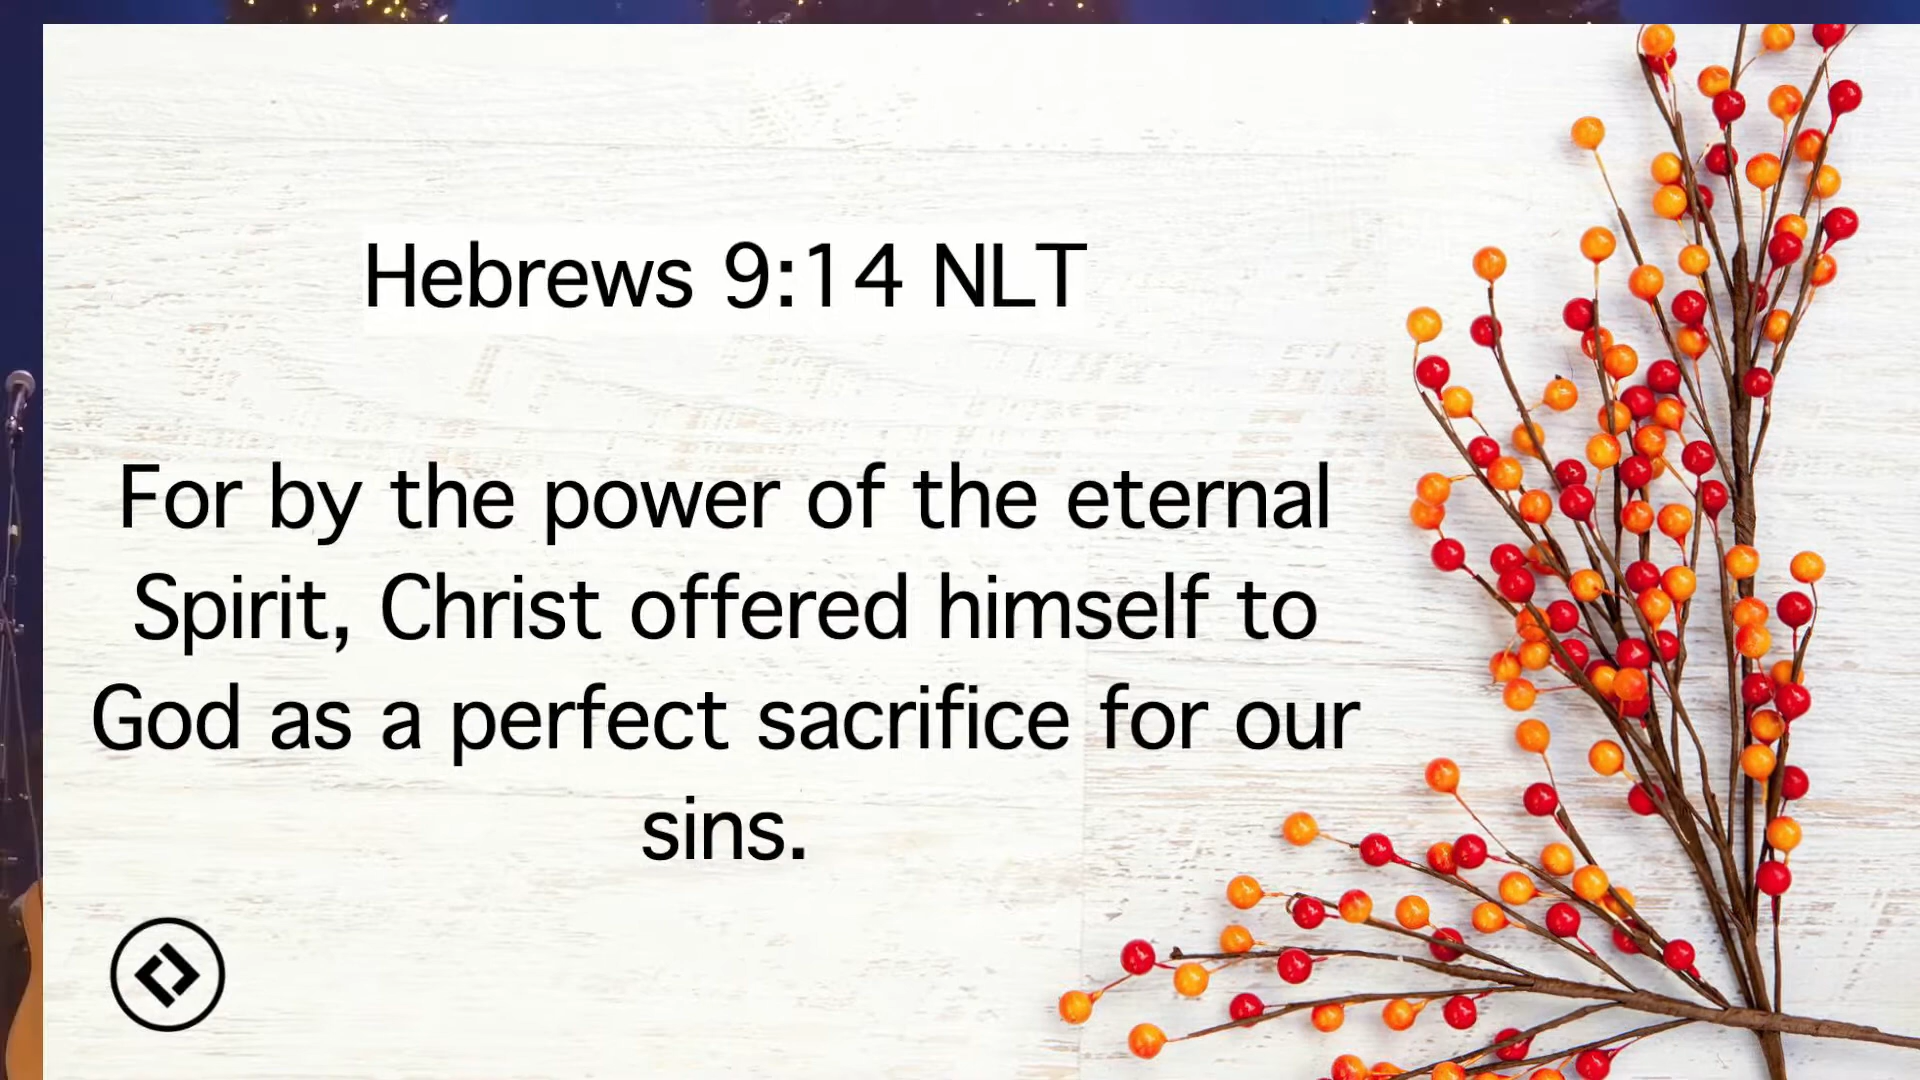 Hebrews 9:14 NLT
For by the power of the eternal
Spirit, Christ offered himself to
God as a perfect sacrifice for our
sins.